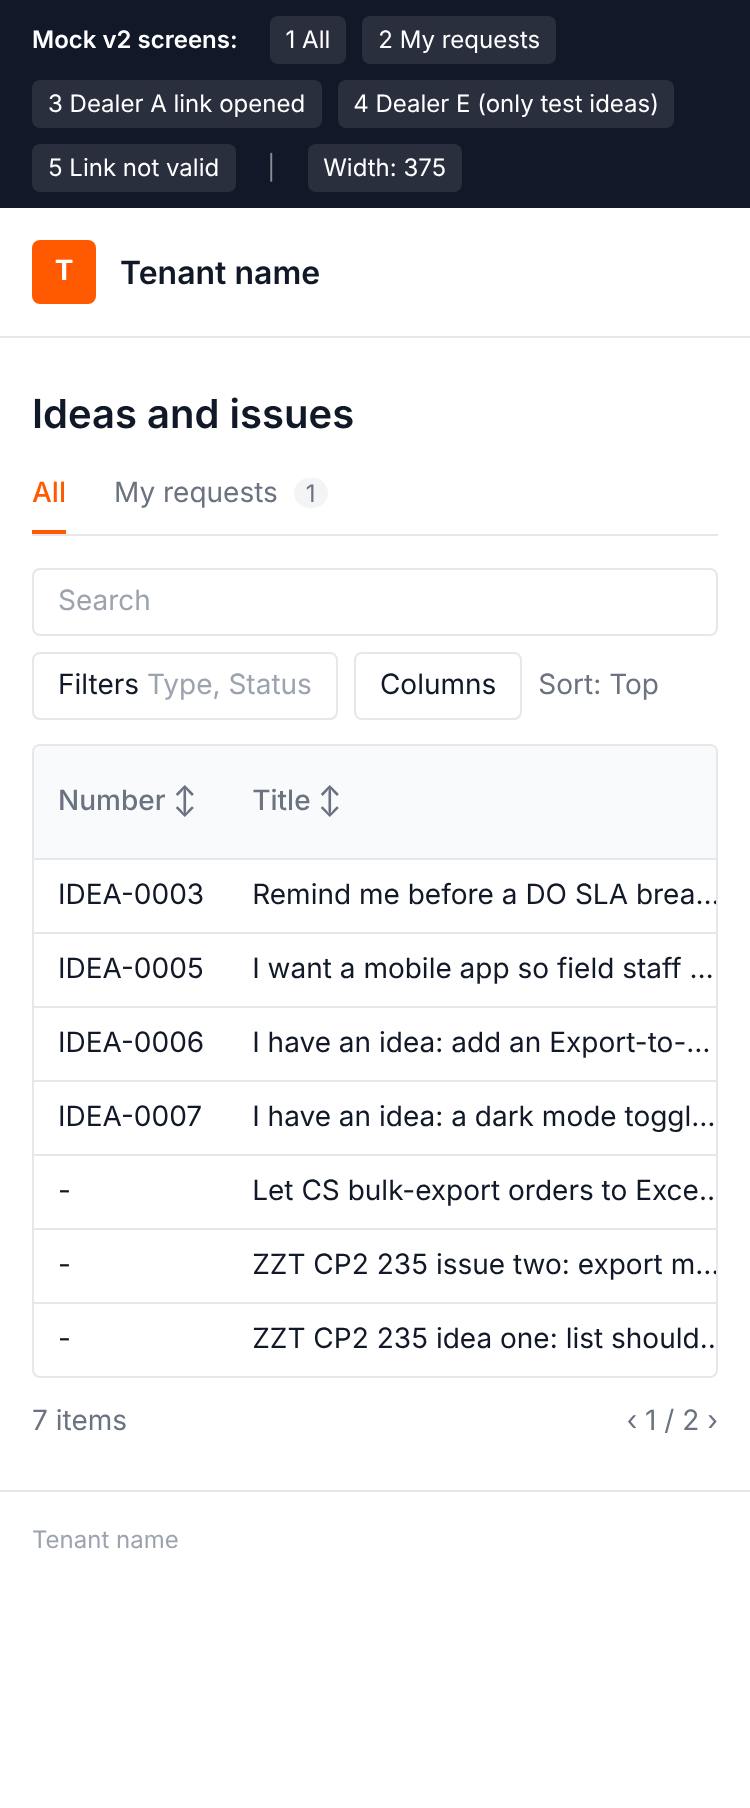 Mock v2 screens: 1 All 2 My requests
3 Dealer A link opened 4 Dealer E (only test ideas)
5 Link not valid | Width: 375
T Tenant name
Ideas and issues
All My requests 1
Search
Filters Type, Status Columns Sort: Top
Number ↕ Title ↕
IDEA-0003 Remind me before a DO SLA brea...
IDEA-0005 I want a mobile app so field staff ...
IDEA-0006 I have an idea: add an Export-to-...
IDEA-0007 I have an idea: a dark mode toggl...
- Let CS bulk-export orders to Exce...
- ZZT CP2 235 issue two: export m...
- ZZT CP2 235 idea one: list should...
7 items ‹ 1 / 2 ›
Tenant name